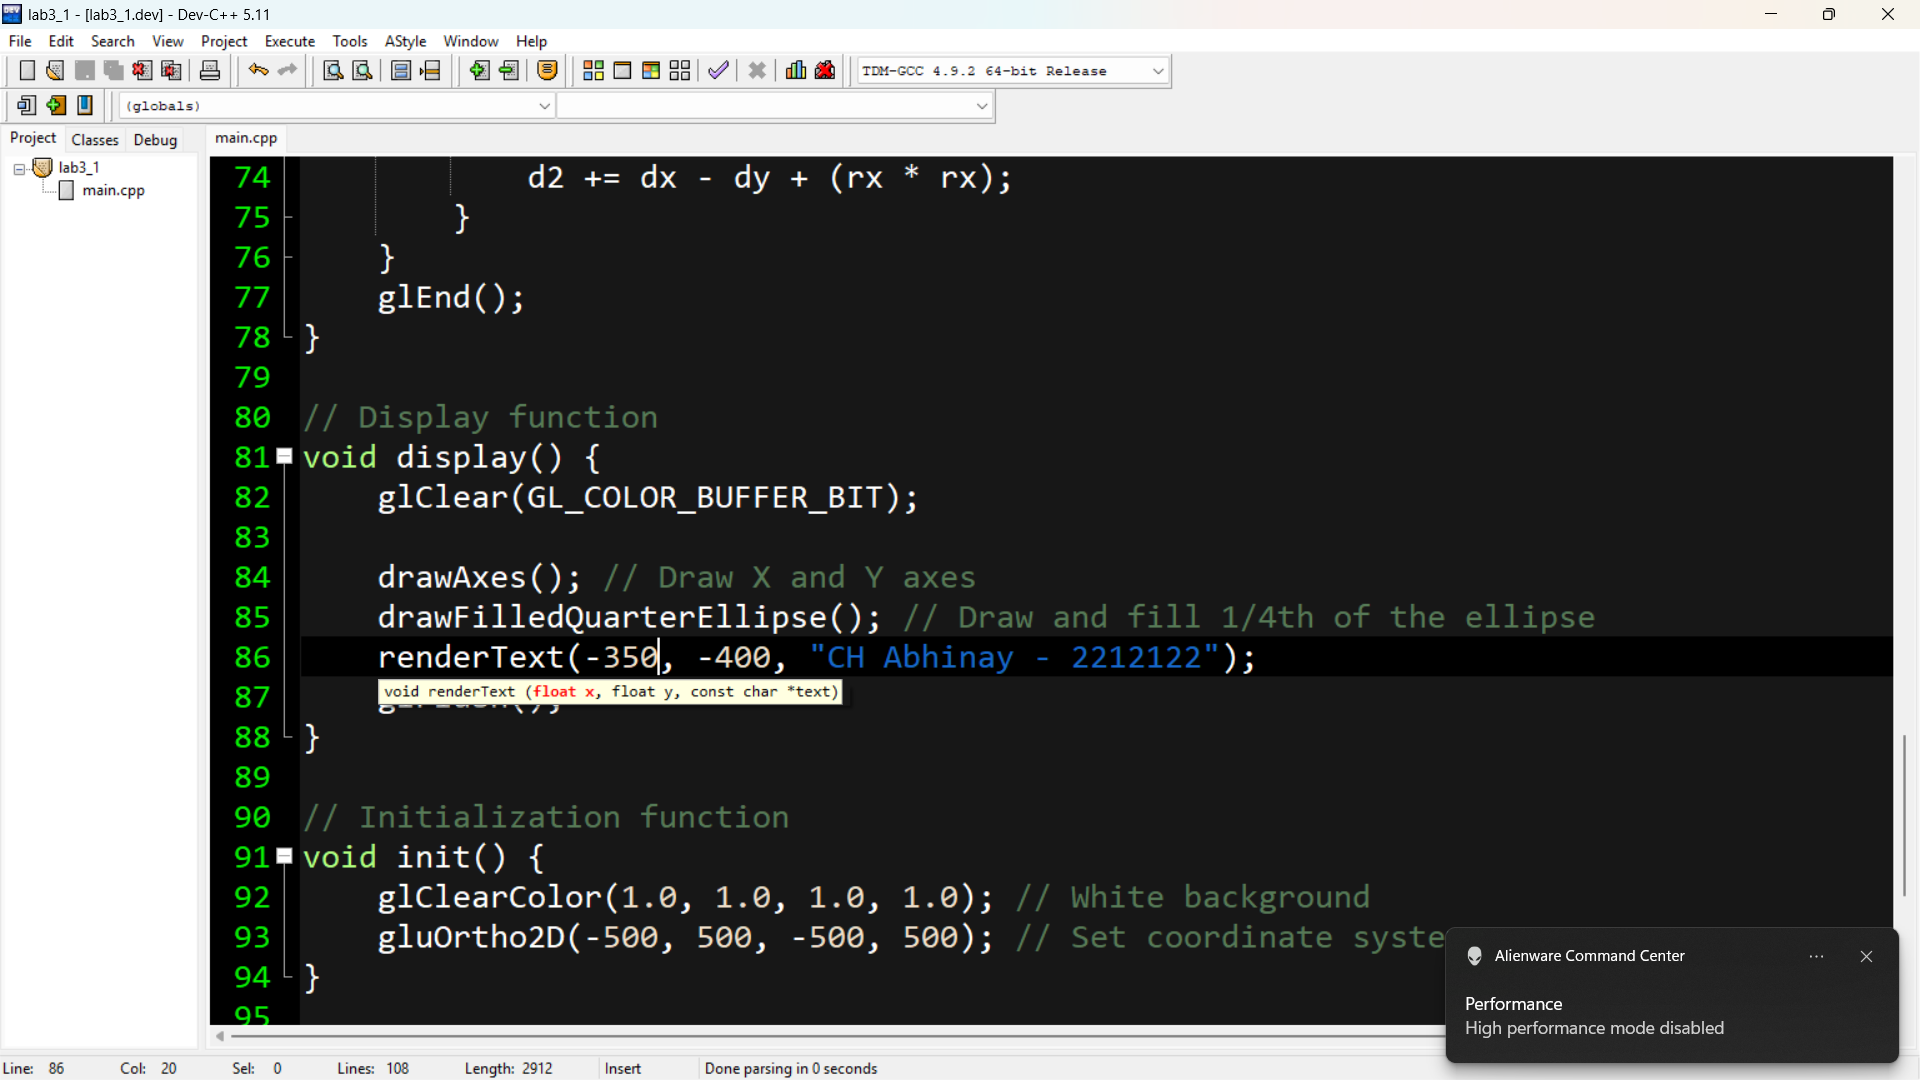 lab3_1 - [lab3_1.dev] - Dev-C++ 5.11
File Edit Search View Project Execute Tools AStyle Window Help
TDM-GCC 4.9.2 64-bit Release
(globals)
Project Classes Debug
main.cpp
lab3_1
main.cpp
74 d2 += dx - dy + (rx * rx);
75 }
76 }
77 glEnd();
78 }
79
80 // Display function
81 void display() {
82 glClear(GL_COLOR_BUFFER_BIT);
83
84 drawAxes(); // Draw X and Y axes
85 drawFilledQuarterEllipse(); // Draw and fill 1/4th of the ellipse
86 renderText(-350, -400, "CH Abhinay - 2212122");
void renderText (float x, float y, const char *text)
87
88 }
89
90 // Initialization function
91 void init() {
92 glClearColor(1.0, 1.0, 1.0, 1.0); // White background
93 gluOrtho2D(-500, 500, -500, 500); // Set coordinate syste
94 }
95
Alienware Command Center
Performance
High performance mode disabled
Line: 86 Col: 20 Sel: 0 Lines: 108 Length: 2912 Insert Done parsing in 0 seconds